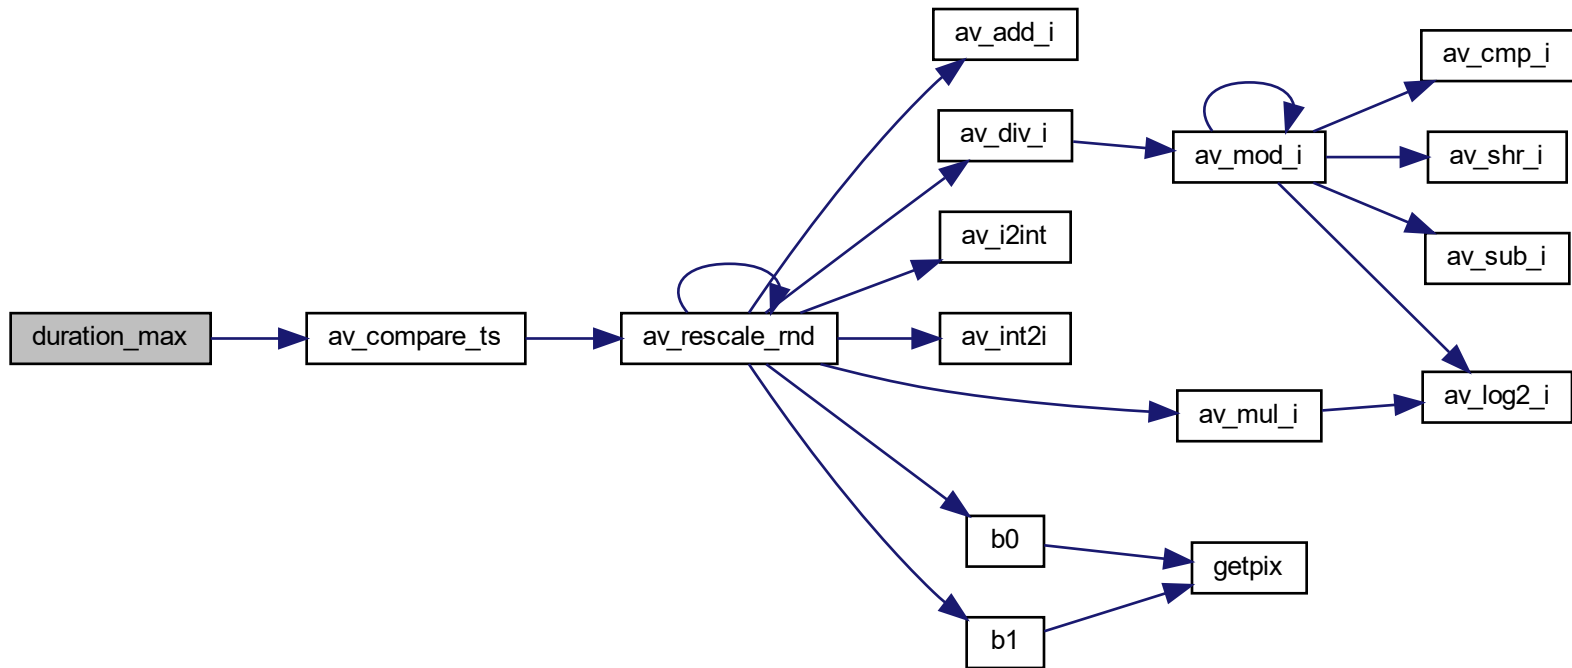 duration_max
av_compare_ts
av_rescale_rnd
av_add_i
av_div_i
av_i2int
av_int2i
av_mul_i
b0
b1
av_mod_i
getpix
av_cmp_i
av_shr_i
av_sub_i
av_log2_i